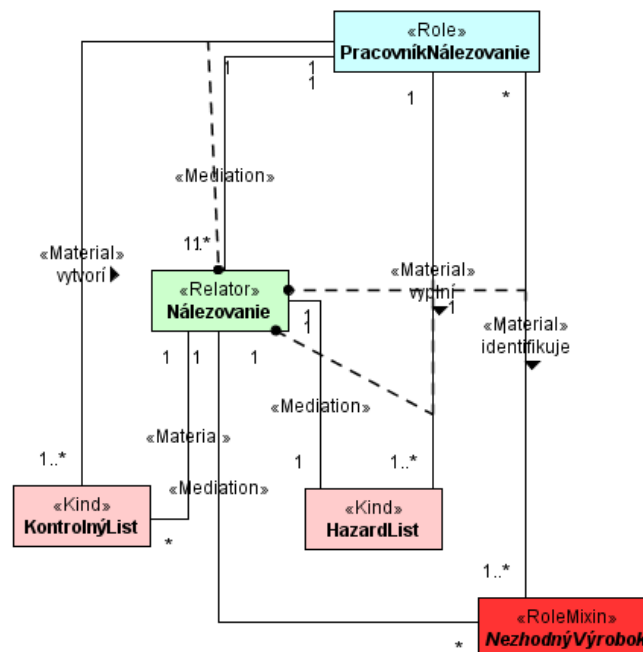 «Role»
PracovníkNálezovanie
1
1
1
1
*
«Mediation»
11.*
«Material»
vytvorí
«Relator»
Nálezovanie
«Material»
vyplní
1
1
1
«Material»
identifikuje
1
1
1
«Mediation»
«Materia
«Mediation»
1..*
1
1..*
«Kind»
KontrolnýList
*
«Kind»
HazardList
1..*
«RoleMixin»
NezhodnýVýrobok
*